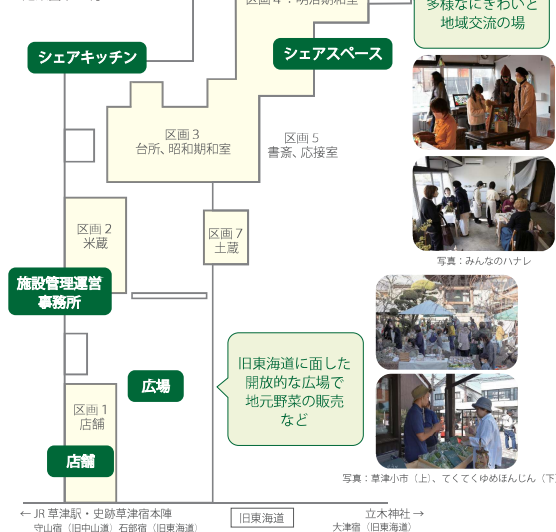 区画4：明治期和室
多様なにぎわいと
地域交流の場
シェアキッチン
シェアスペース
区画3
台所、昭和期和室
区画5
書斎、応接室
区画2
米蔵
区画7
土蔵
写真：みんなのハナレ
施設管理運営
事務所
広場
旧東海道に面した
開放的な広場で
地元野菜の販売
など
区画1
店舗
店舗
写真：草津小市（上）、てくてくゆめほんじん（下
←JR草津駅・史跡草津宿本陣
守山宿（旧中山道）石部宿（旧東海道）
旧東海道
立木神社→
大津宿（旧東海道）